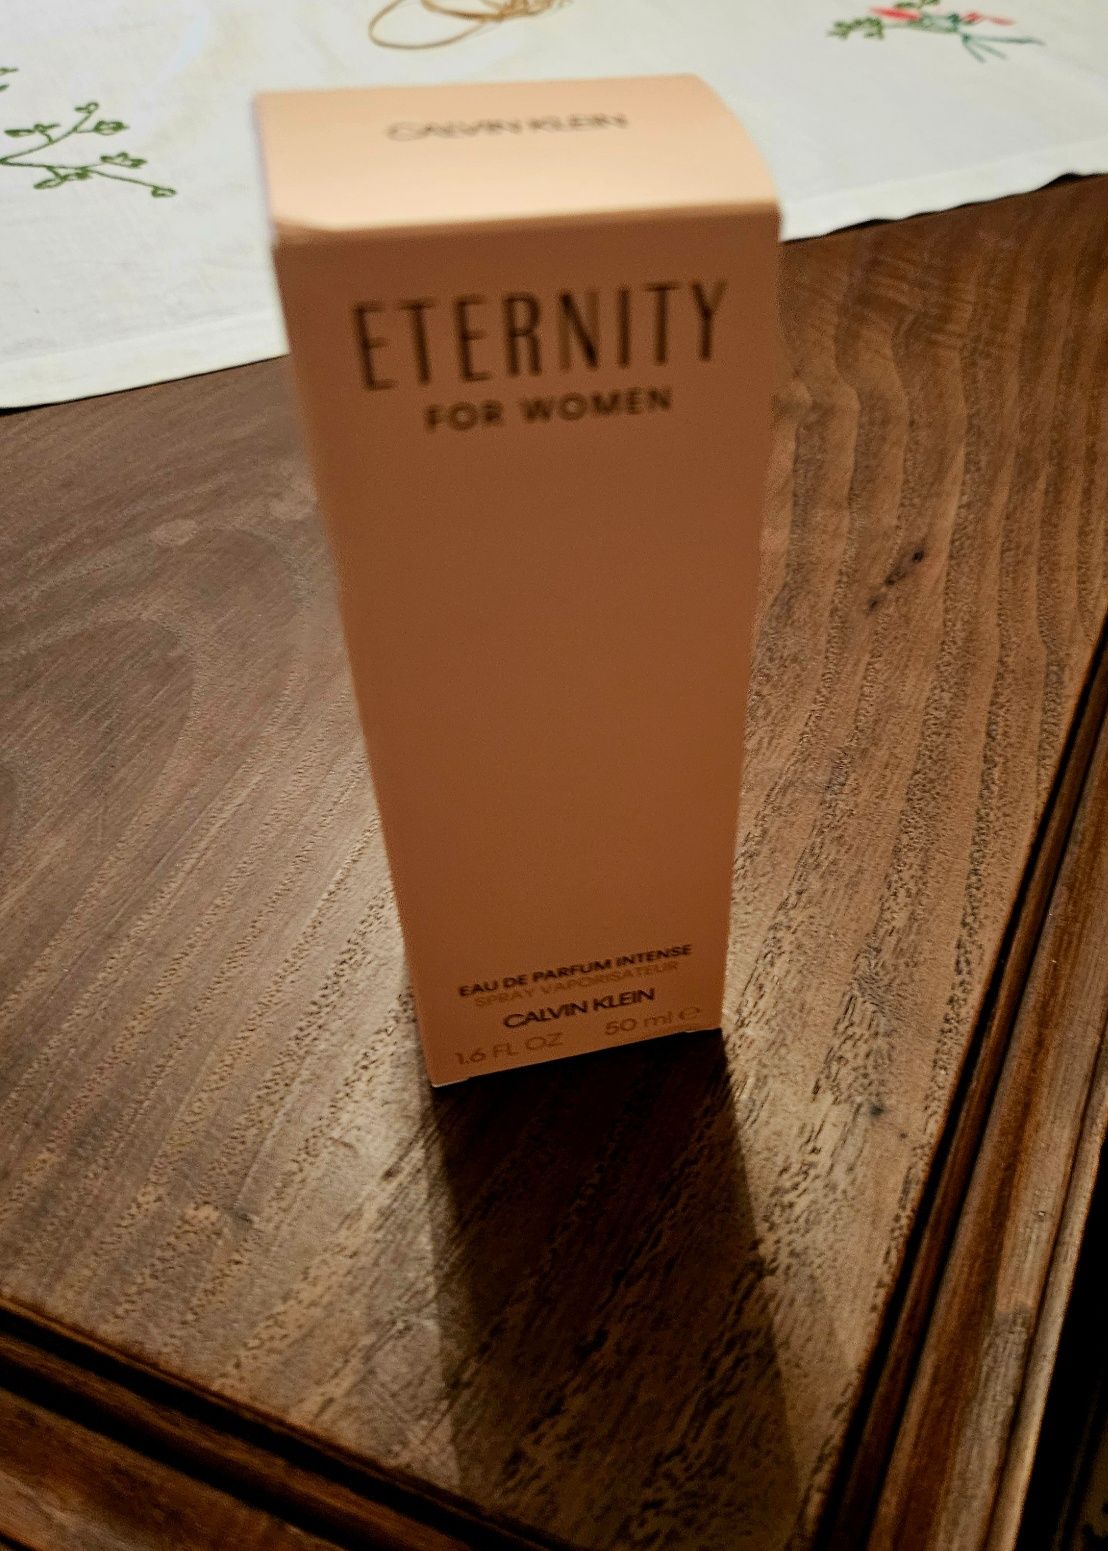 CALVIN KLEIN
ETERNITY
FOR WOMEN
EAU DE PARFUM INTENSE
SPRAY VAPORISATEUR
CALVIN KLEIN
1.6 FL OZ 50 ml ℮